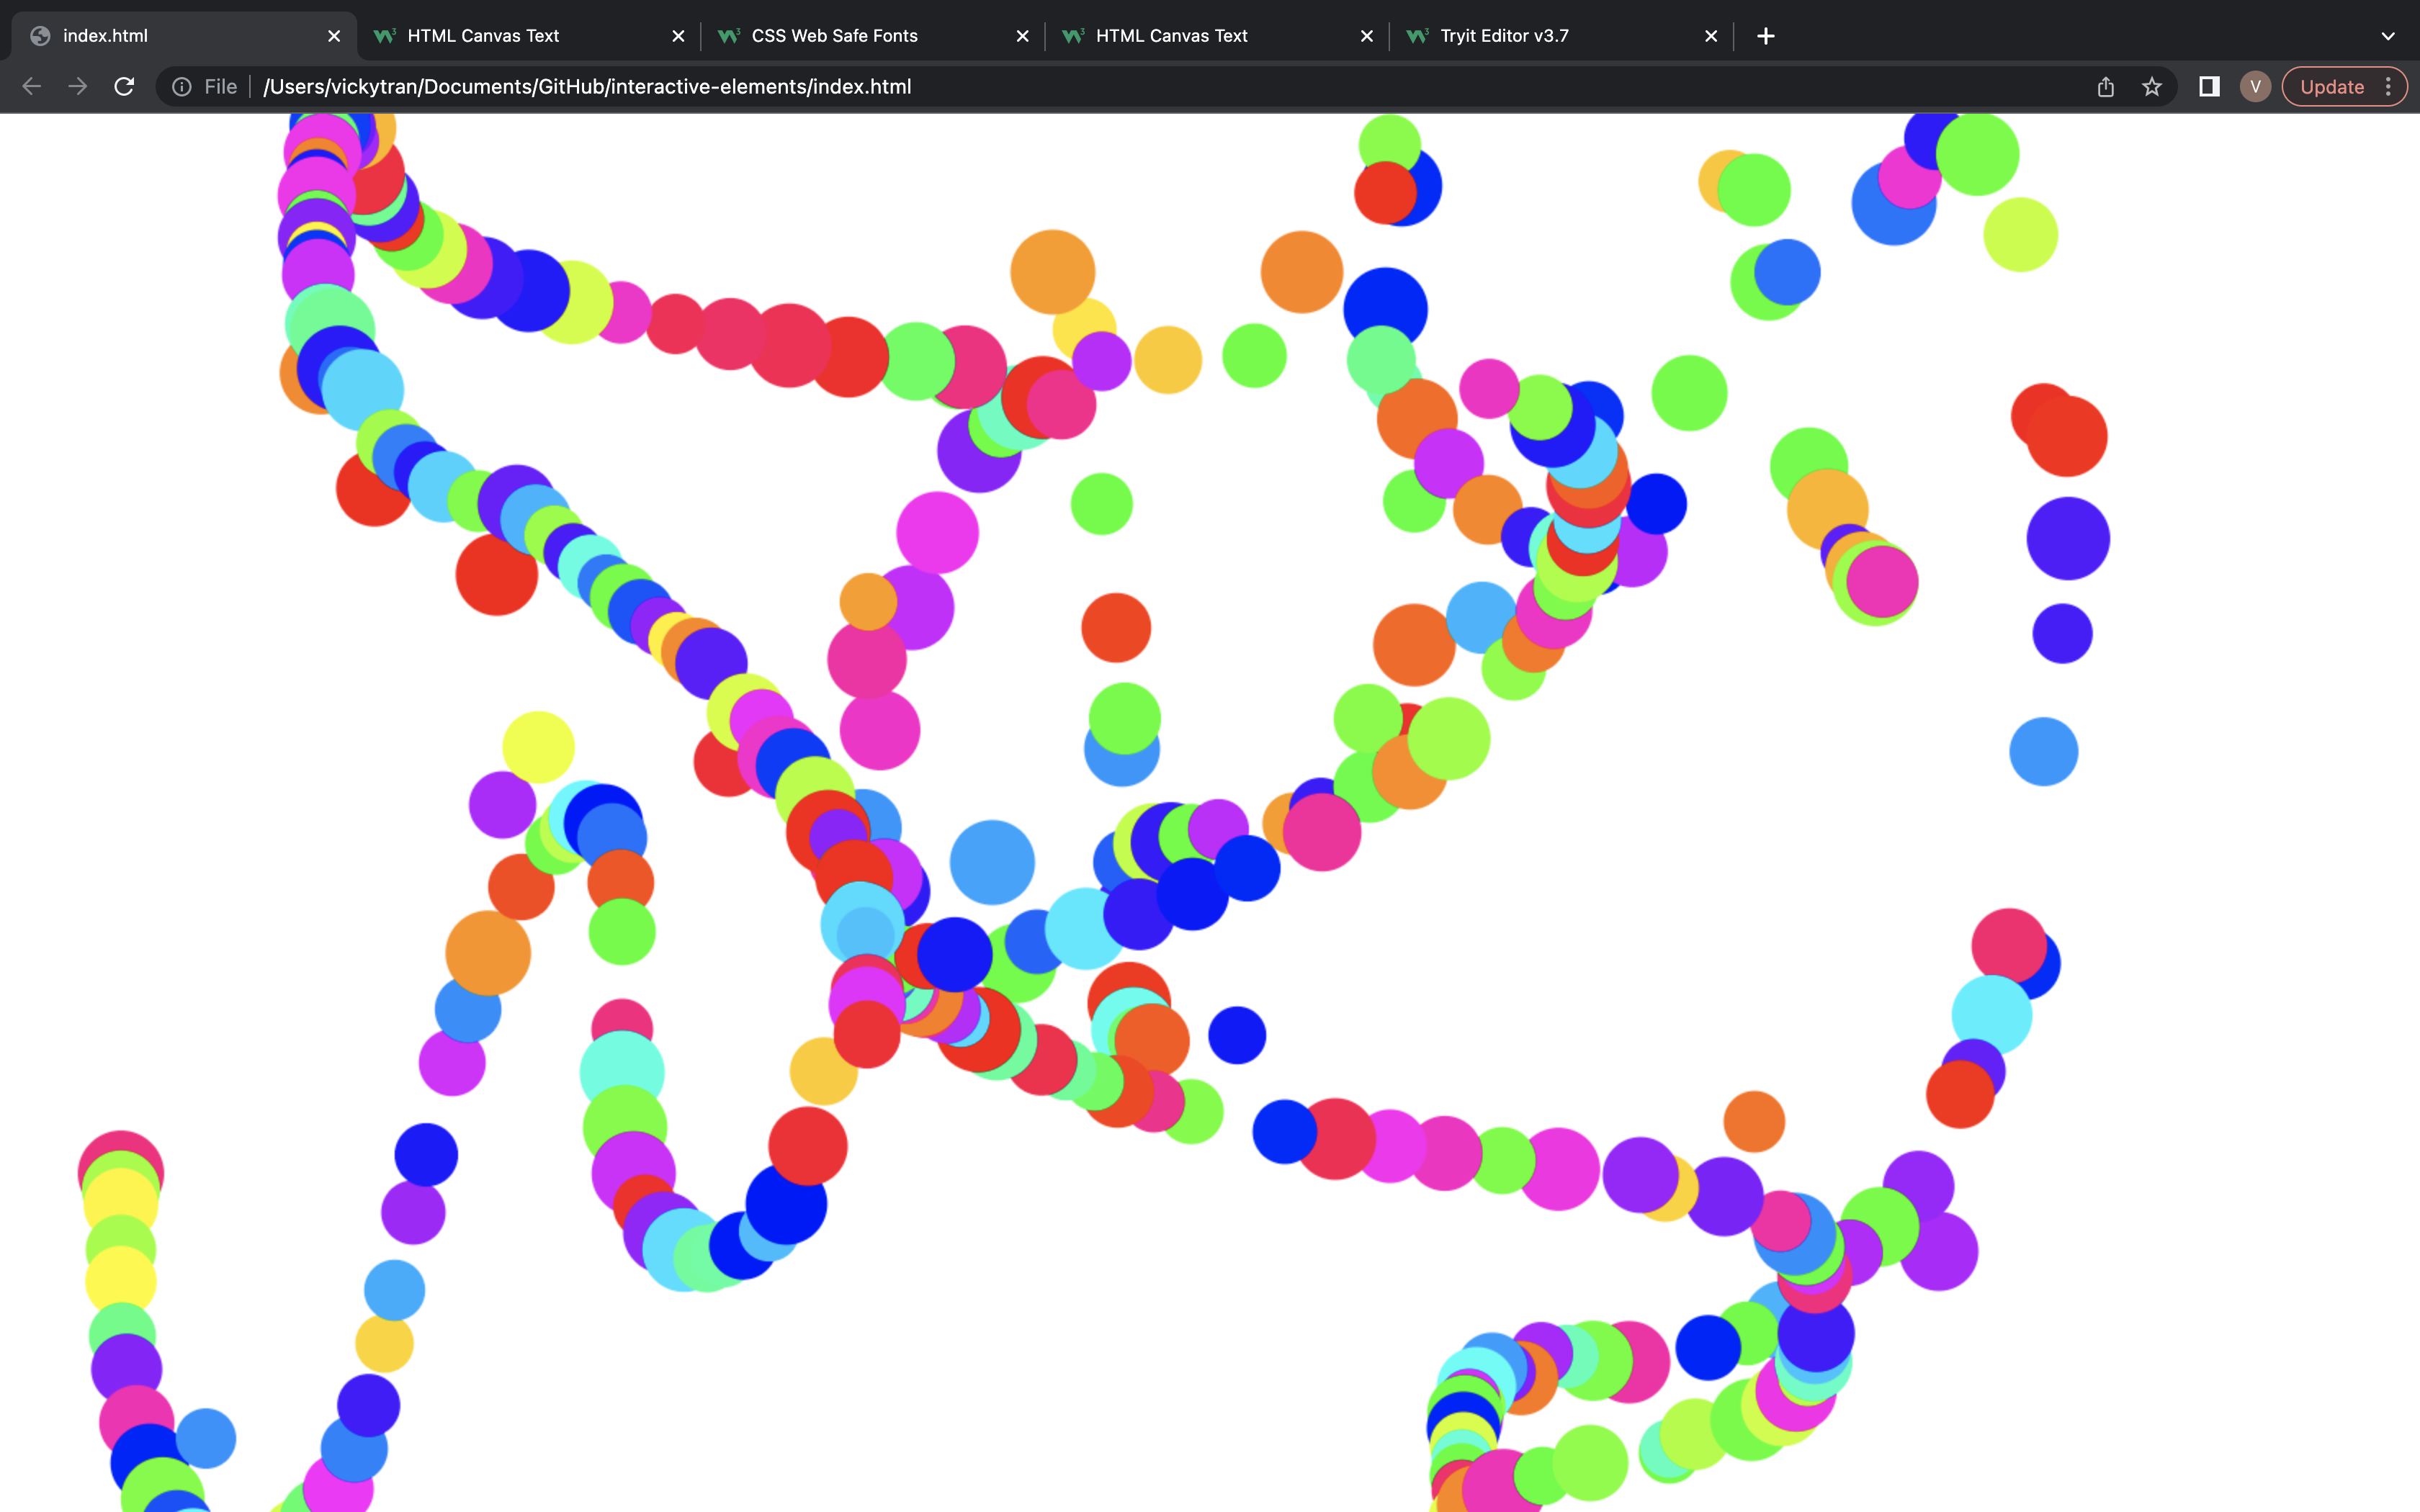 index.html
HTML Canvas Text
CSS Web Safe Fonts
HTML Canvas Text
Tryit Editor v3.7
File /Users/vickytran/Documents/GitHub/interactive-elements/index.html
V
Update